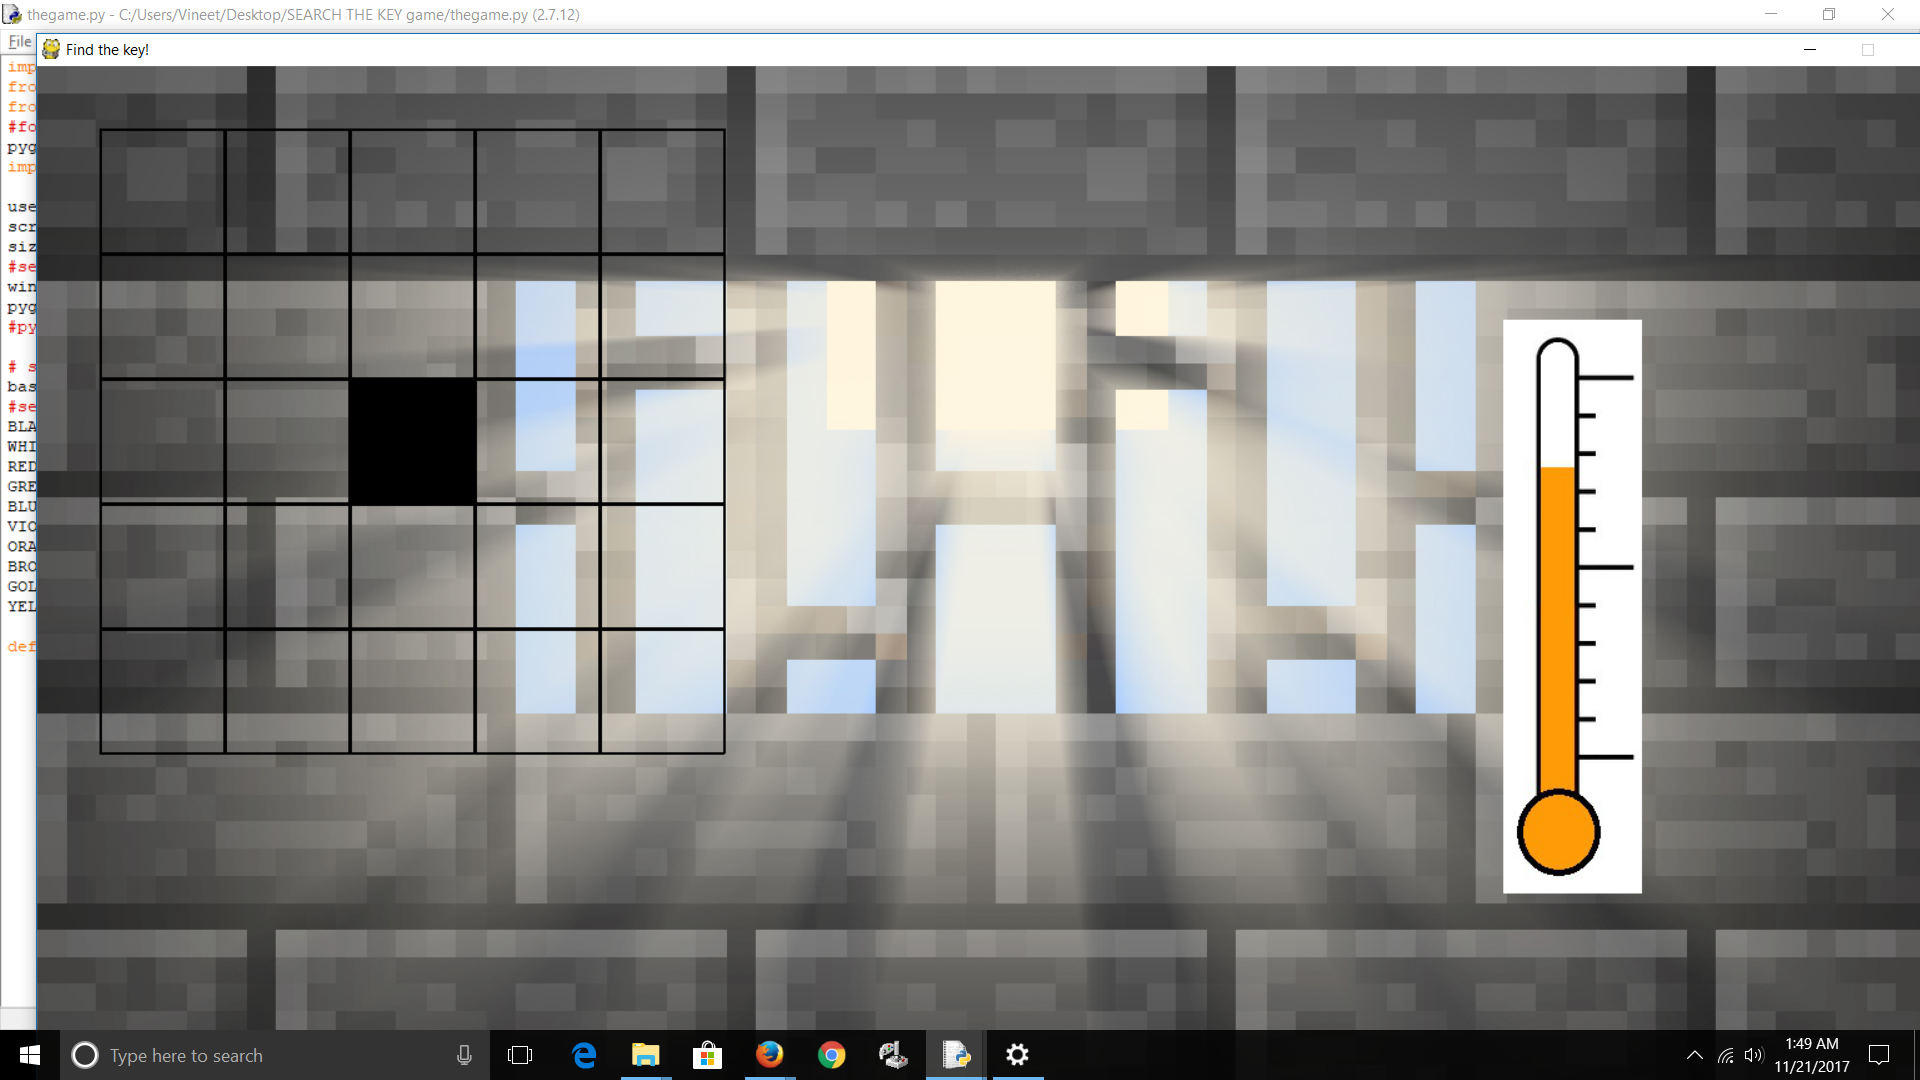 thegame.py - C:/Users/Vineet/Desktop/SEARCH THE KEY game/thegame.py (2.7.12)
File
Find the key!
imp
fro
fro
#fo
pyg
imp
use
scr
siz
#se
win
pyg
#py
# s
bas
#se
BLA
WHI
RED
GRE
BLU
VIO
ORA
BRO
GOL
YEL
def
Type here to search
1:49 AM
11/21/2017